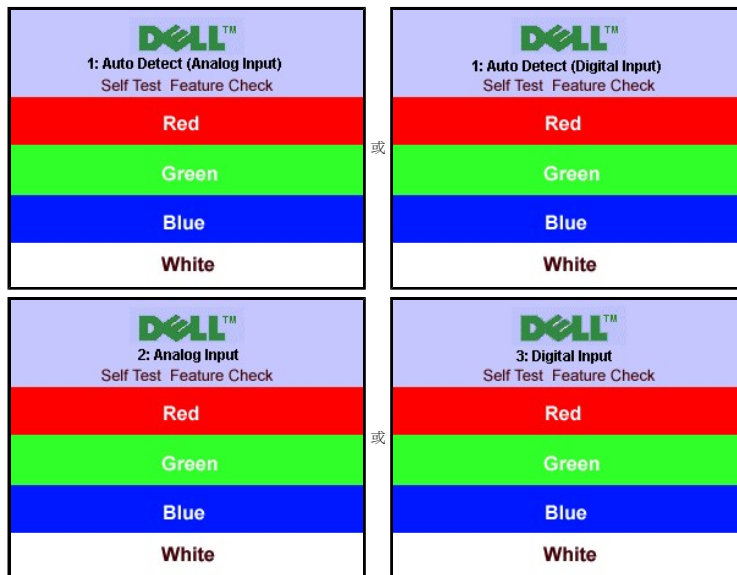 DELL™
1: Auto Detect (Analog Input)
Self Test Feature Check
Red
Green
Blue
White
或
DELL™
1: Auto Detect (Digital Input)
Self Test Feature Check
Red
Green
Blue
White
DELL™
2: Analog Input
Self Test Feature Check
Red
Green
Blue
White
或
DELL™
3: Digital Input
Self Test Feature Check
Red
Green
Blue
White